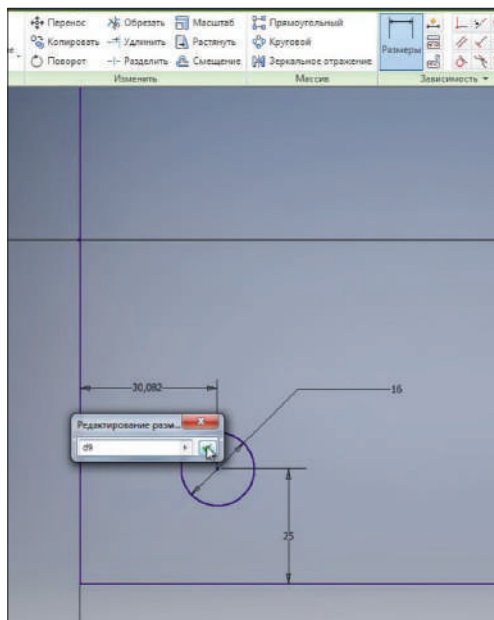 Перенос Обрезать Масштаб Прямоугольный
Копировать Удлинить Растянуть Круговой Размеры
Поворот Разделить Смещение Зеркальное отражение
Изменить Массив Зависимость
30,082
16
Редактирование разм...
d9
25